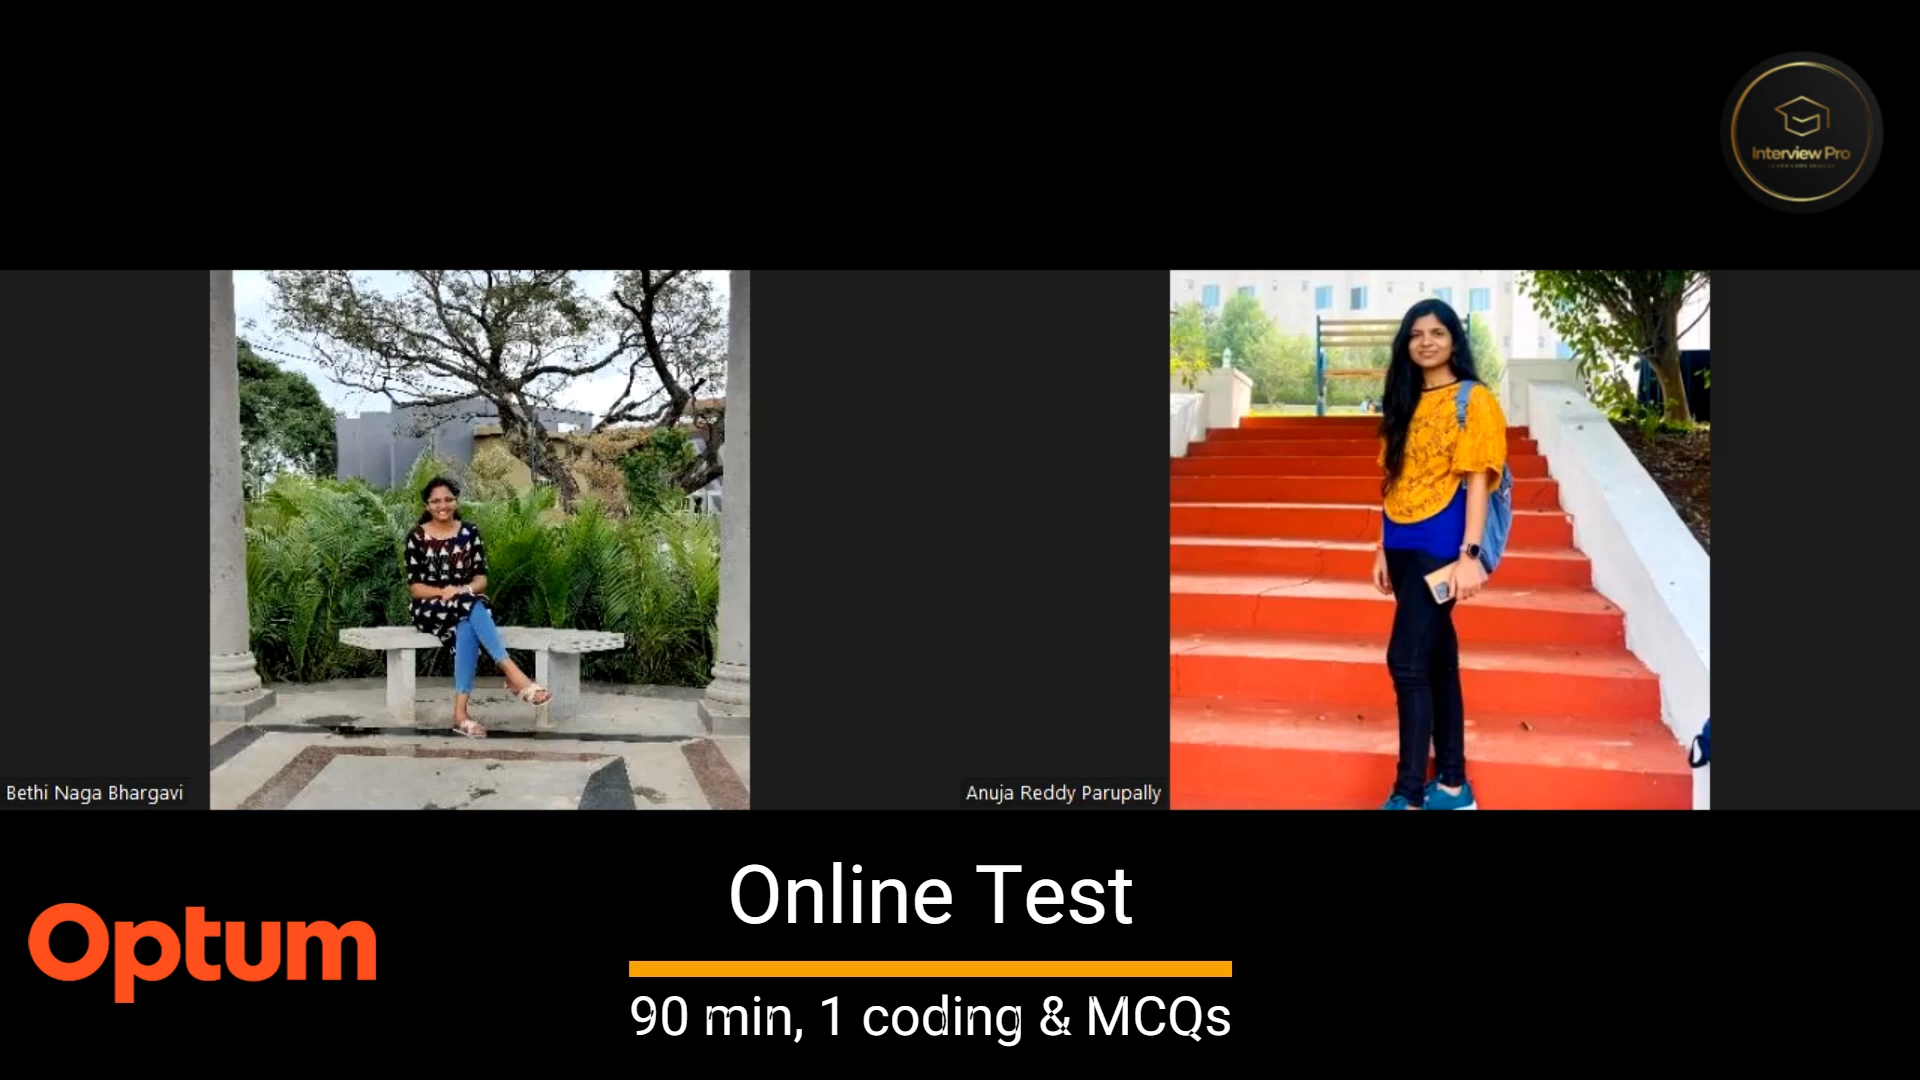 Interview Pro
Bethi Naga Bhargavi
Anuja Reddy Parupally
Online Test
Optum
90 min, 1 coding & MCQs